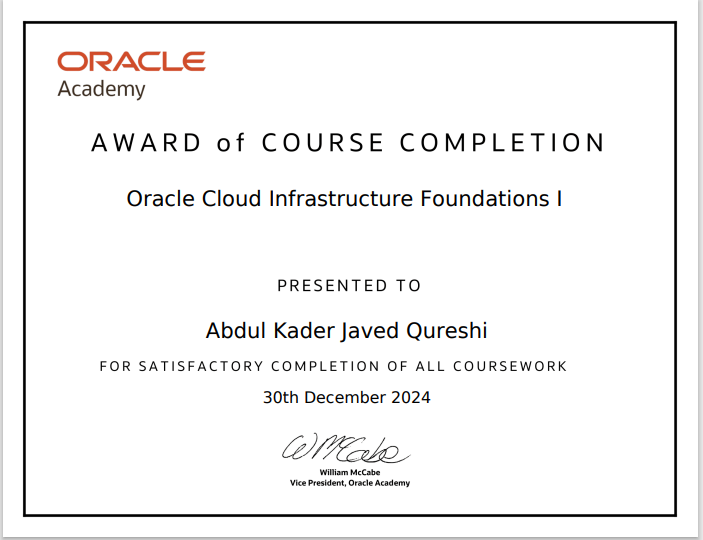 ORACLE
Academy
AWARD of COURSE COMPLETION
Oracle Cloud Infrastructure Foundations I
PRESENTED TO
Abdul Kader Javed Qureshi
FOR SATISFACTORY COMPLETION OF ALL COURSEWORK
30th December 2024
WMcCabe
William McCabe
Vice President, Oracle Academy